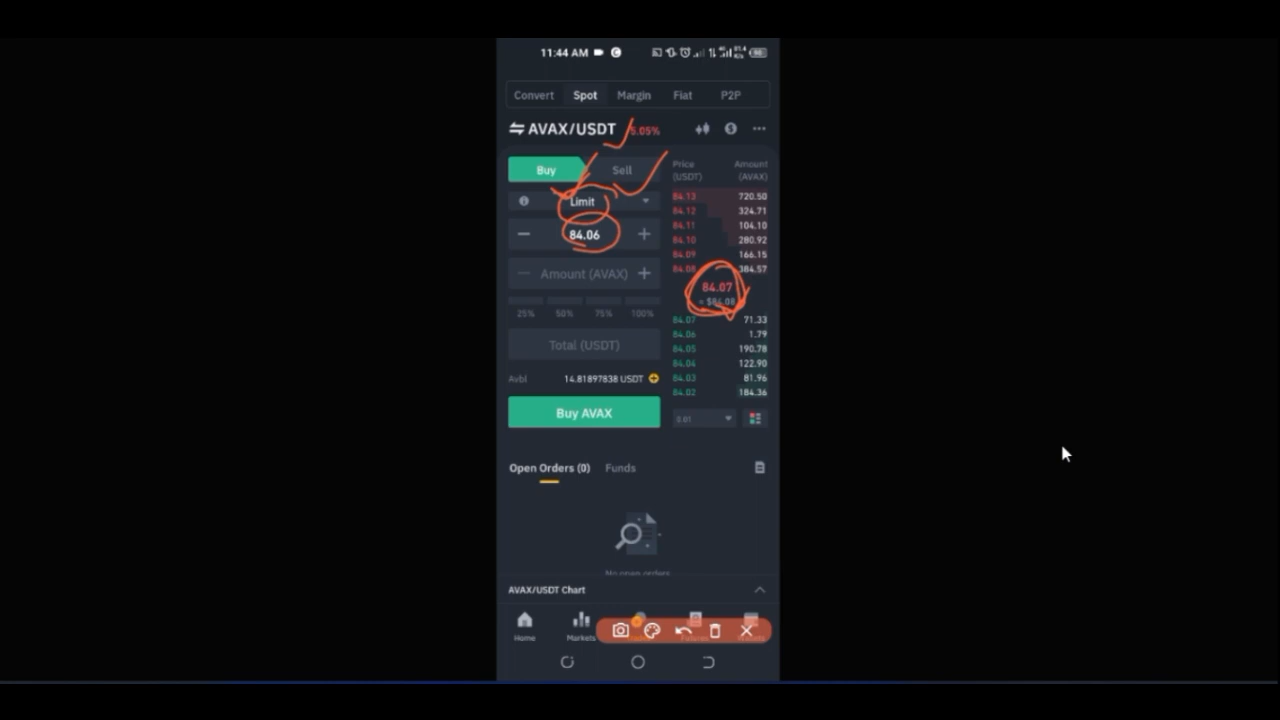 11:44 AM
Convert Spot Margin Fiat P2P
AVAX/USDT 5.05%
Buy Sell
Price (USDT) Amount (AVAX)
Limit
84.06
Amount (AVAX)
25% 50% 75% 100%
Total (USDT)
Avbl 14.81897838 USDT
Buy AVAX
84.13 720.50
84.12 324.71
84.11 104.10
84.10 280.92
84.09 166.15
84.08 384.57
84.07
≈ $84.08
84.07 71.33
84.06 1.79
84.05 190.78
84.04 122.90
84.03 81.96
84.02 184.36
0.01
Open Orders (0) Funds
No open orders
AVAX/USDT Chart
Home Markets